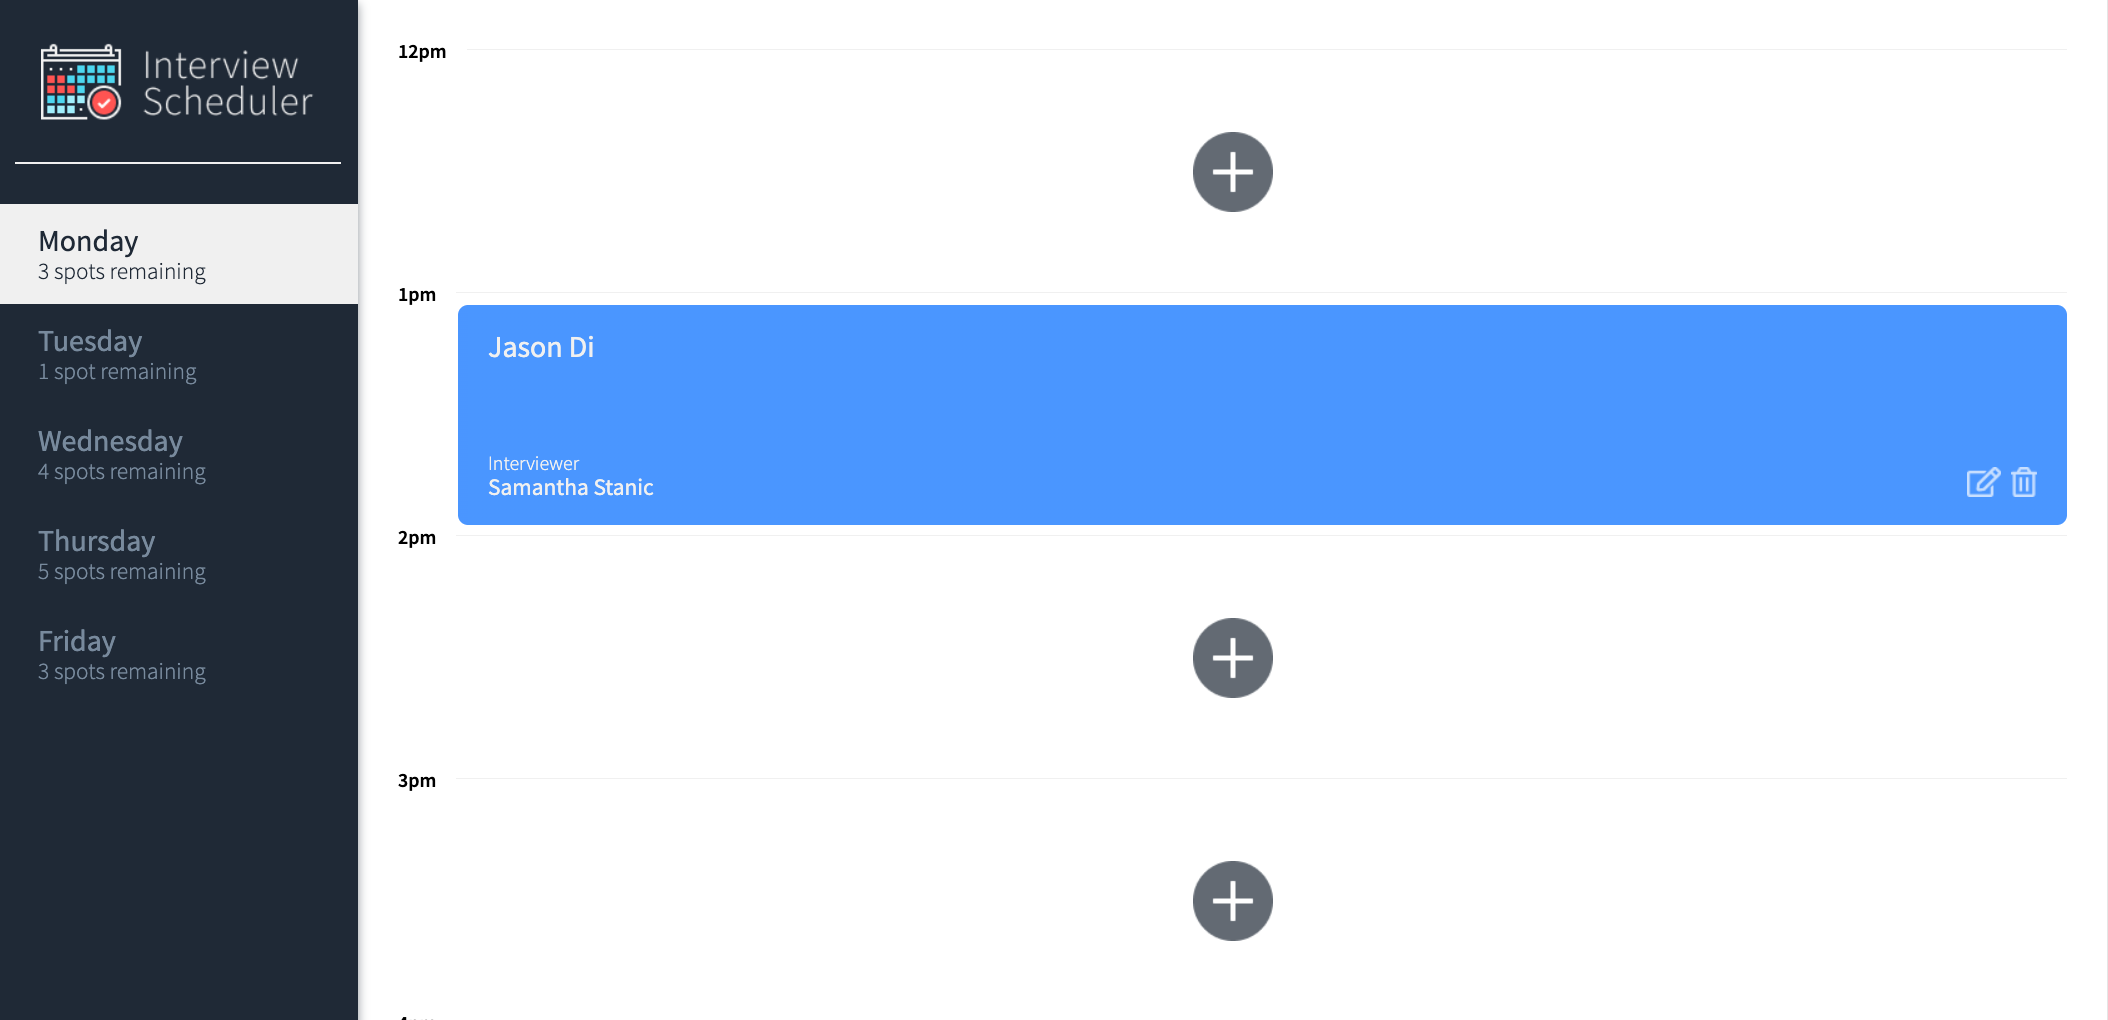 Interview
Scheduler
Monday
3 spots remaining
Tuesday
1 spot remaining
Wednesday
4 spots remaining
Thursday
5 spots remaining
Friday
3 spots remaining
12pm
1pm
Jason Di
Interviewer
Samantha Stanic
2pm
3pm